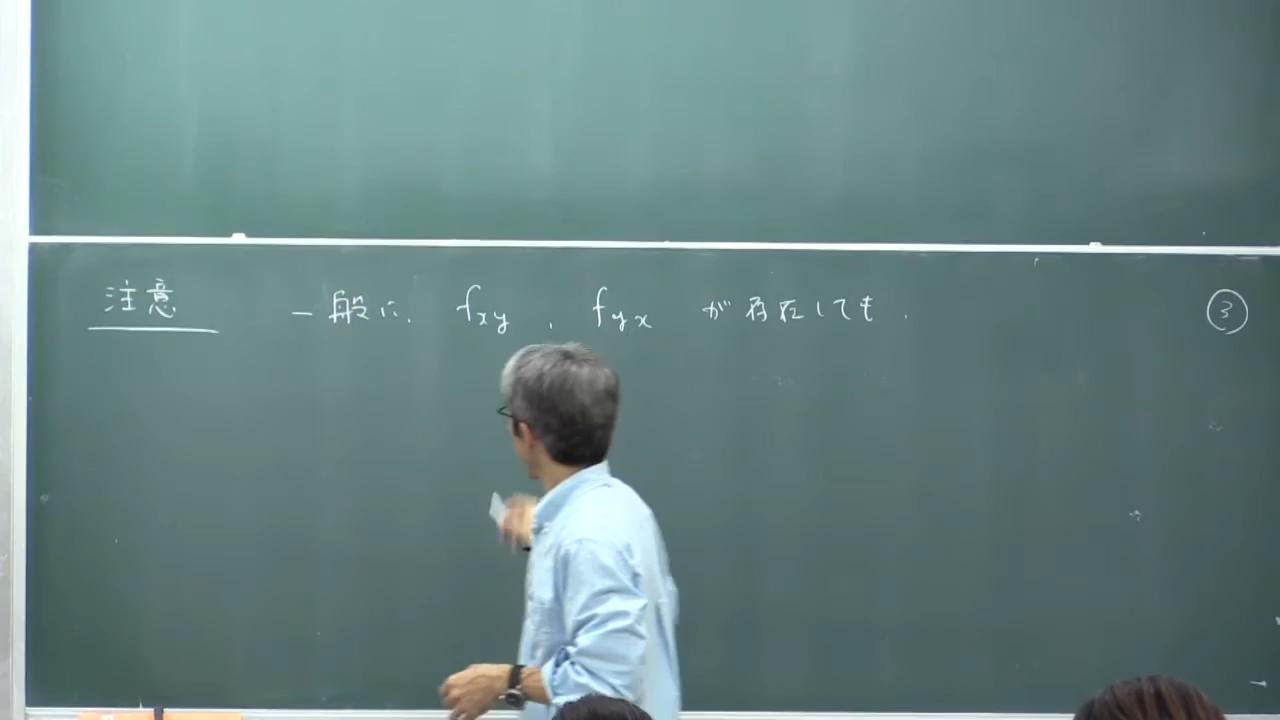 注意 一般に, fxy, fyx が存在しても, ③